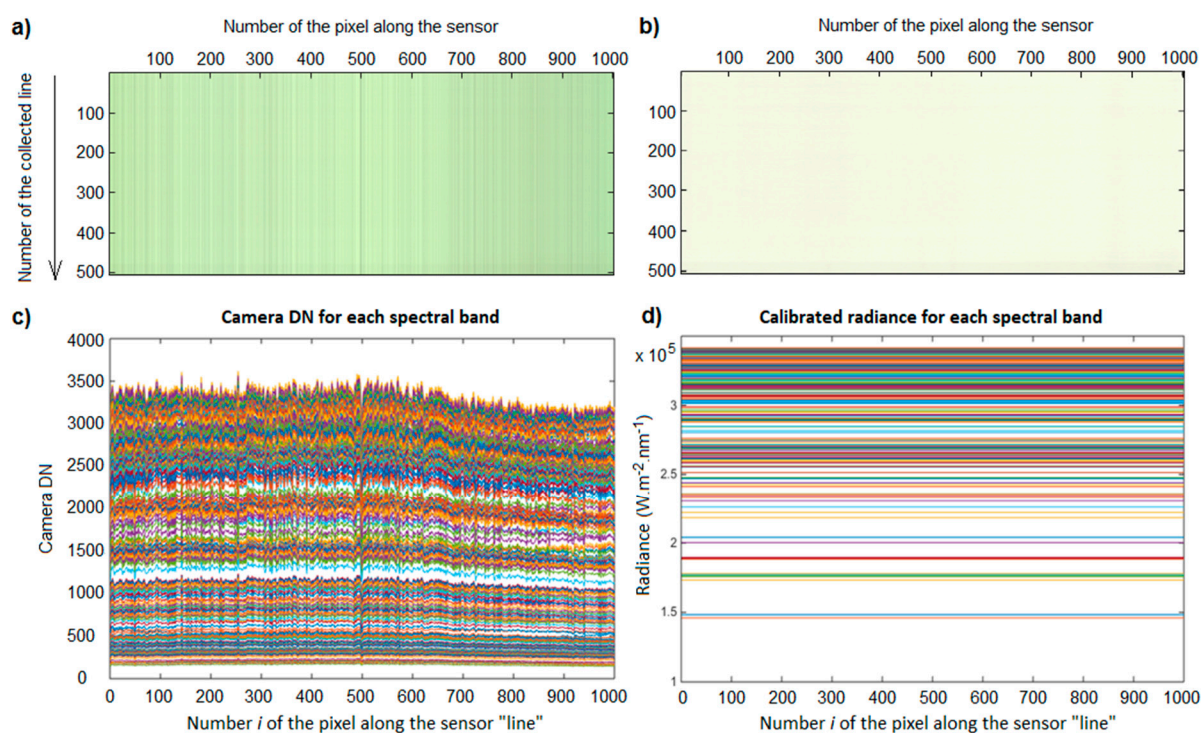 a)
Number of the pixel along the sensor
100 200 300 400 500 600 700 800 900 1000
Number of the collected line
100
200
300
400
500
b)
Number of the pixel along the sensor
100 200 300 400 500 600 700 800 900 1000
100
200
300
400
500
c)
Camera DN for each spectral band
Camera DN
4000
3500
3000
2500
2000
1500
1000
500
0
0 100 200 300 400 500 600 700 800 900 1000
Number i of the pixel along the sensor "line"
d)
Calibrated radiance for each spectral band
x 10⁵
Radiance (W.m⁻².nm⁻¹)
3
2.5
2
1.5
1
0 100 200 300 400 500 600 700 800 900 1000
Number i of the pixel along the sensor "line"